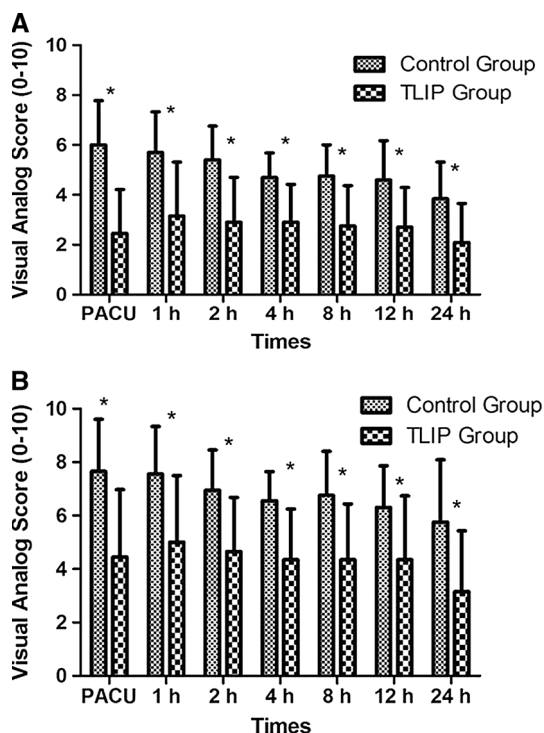 A
Visual Analog Score (0-10)
10
8
6
4
2
0
Control Group
TLIP Group
* * * * * * *
PACU 1 h 2 h 4 h 8 h 12 h 24 h
Times
B
Visual Analog Score (0-10)
10
8
6
4
2
0
Control Group
TLIP Group
* * * * * * *
PACU 1 h 2 h 4 h 8 h 12 h 24 h
Times